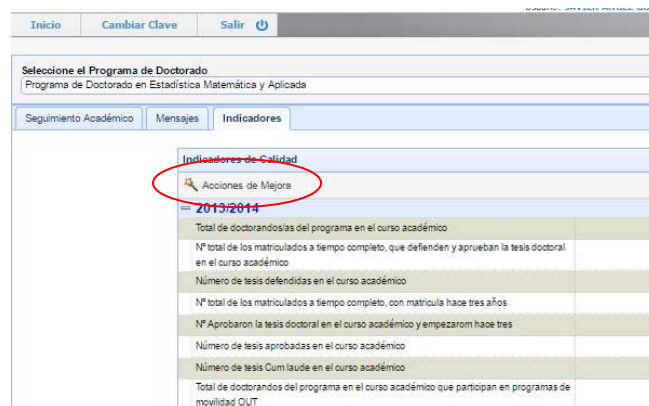 Inicio Cambiar Clave Salir
Seleccione el Programa de Doctorado
Programa de Doctorado en Estadística Matemática y Aplicada
Seguimiento Académico Mensajes Indicadores
Indicadores de Calidad
Acciones de Mejora
2013/2014
Total de doctorandos/as del programa en el curso académico
Nº total de los matriculados a tiempo completo, que defienden y aprueban la tesis doctoral
en el curso académico
Número de tesis defendidas en el curso académico
Nº total de los matriculados a tiempo completo, con matricula hace tres años
Nº Aprobaron la tesis doctoral en el curso académico y empezarom hace tres
Número de tesis aprobadas en el curso académico
Número de tesis Cum laude en el curso académico
Total de doctorandos del programa en el curso académico que participan en programas de
movilidad OUT